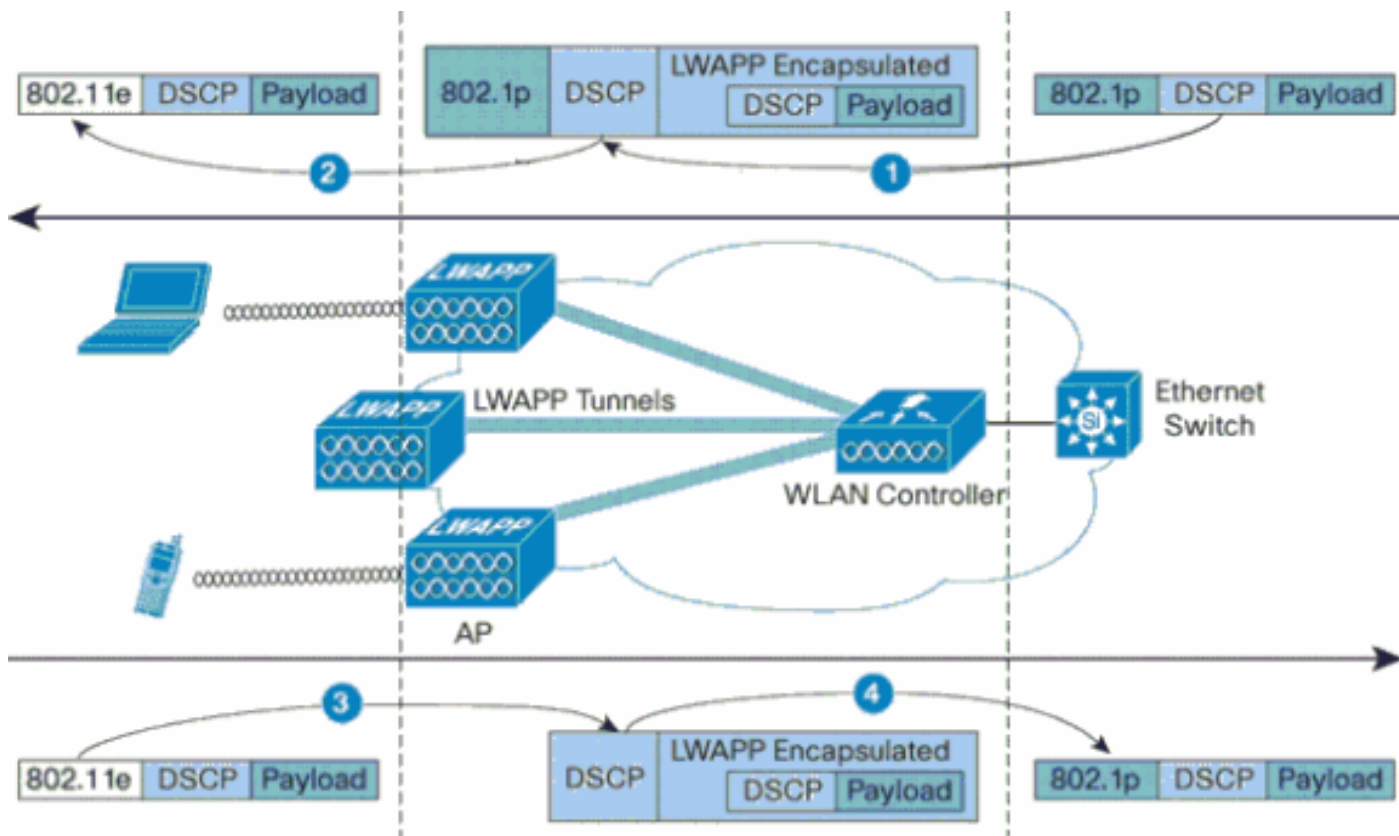 LWAPP Encapsulated
802.11e DSCP Payload
802.1p DSCP
DSCP Payload
802.1p DSCP Payload
2
1
LWAPP
LWAPP
LWAPP Tunnels
SI
Ethernet
Switch
WLAN Controller
LWAPP
AP
3
4
802.11e DSCP Payload
DSCP
LWAPP Encapsulated
DSCP Payload
802.1p DSCP Payload